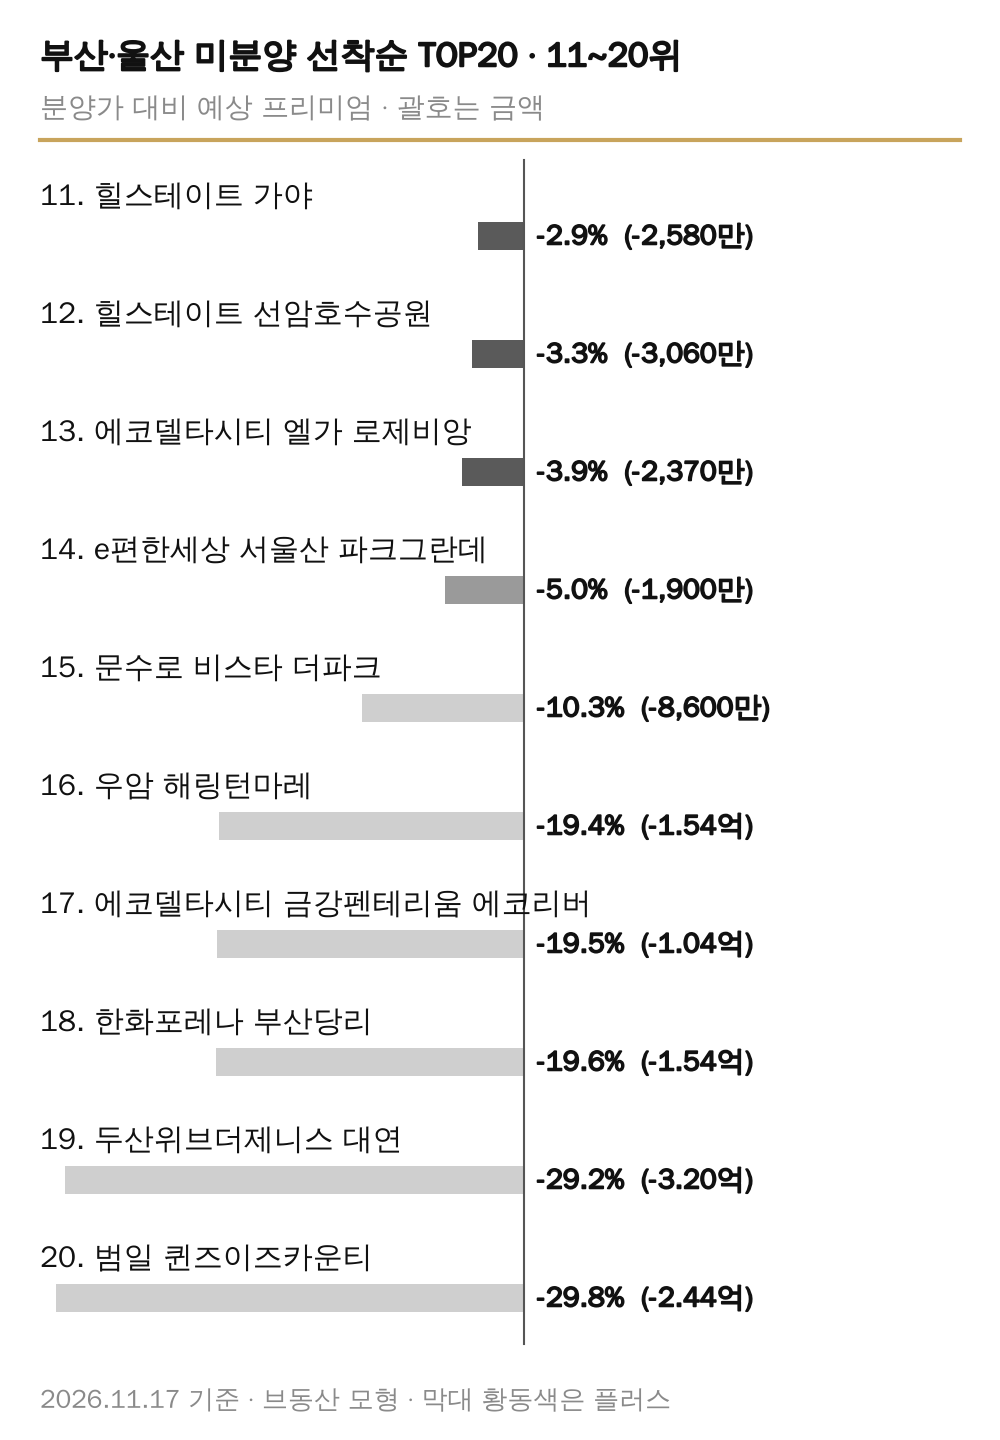 부산·울산 미분양 선착순 TOP20 · 11~20위
분양가 대비 예상 프리미엄 · 괄호는 금액
11. 힐스테이트 가야
-2.9% (-2,580만)
12. 힐스테이트 선암호수공원
-3.3% (-3,060만)
13. 에코델타시티 엘가 로제비앙
-3.9% (-2,370만)
14. e편한세상 서울산 파크그란데
-5.0% (-1,900만)
15. 문수로 비스타 더파크
-10.3% (-8,600만)
16. 우암 해링턴마레
-19.4% (-1.54억)
17. 에코델타시티 금강펜테리움 에코리버
-19.5% (-1.04억)
18. 한화포레나 부산당리
-19.6% (-1.54억)
19. 두산위브더제니스 대연
-29.2% (-3.20억)
20. 범일 퀸즈이즈카운티
-29.8% (-2.44억)
2026.11.17 기준 · 브동산 모형 · 막대 황동색은 플러스